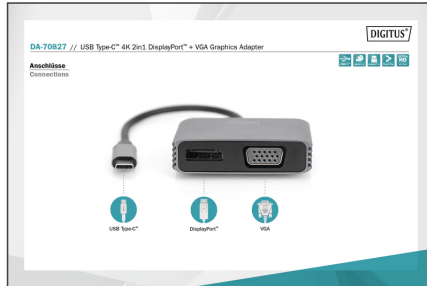 DIGITUS®
DA-70827 // USB Type-C™ 4K 2in1 DisplayPort™ + VGA Graphics Adapter
Anschlüsse
Connections
USB Type-C™
DisplayPort™
VGA